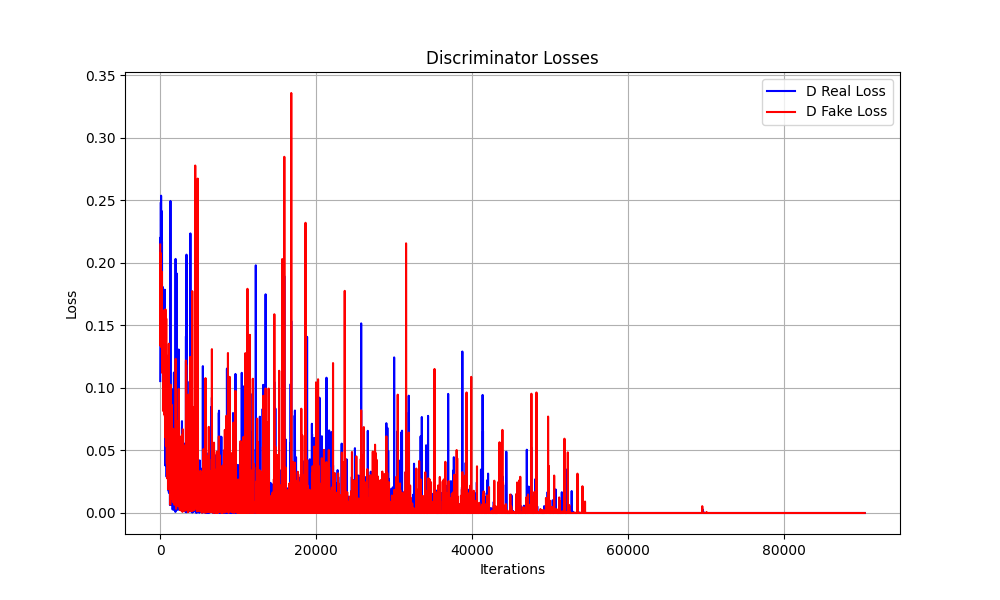 Discriminator Losses
D Real Loss
D Fake Loss
Loss
0.35
0.30
0.25
0.20
0.15
0.10
0.05
0.00
0
20000
40000
60000
80000
Iterations